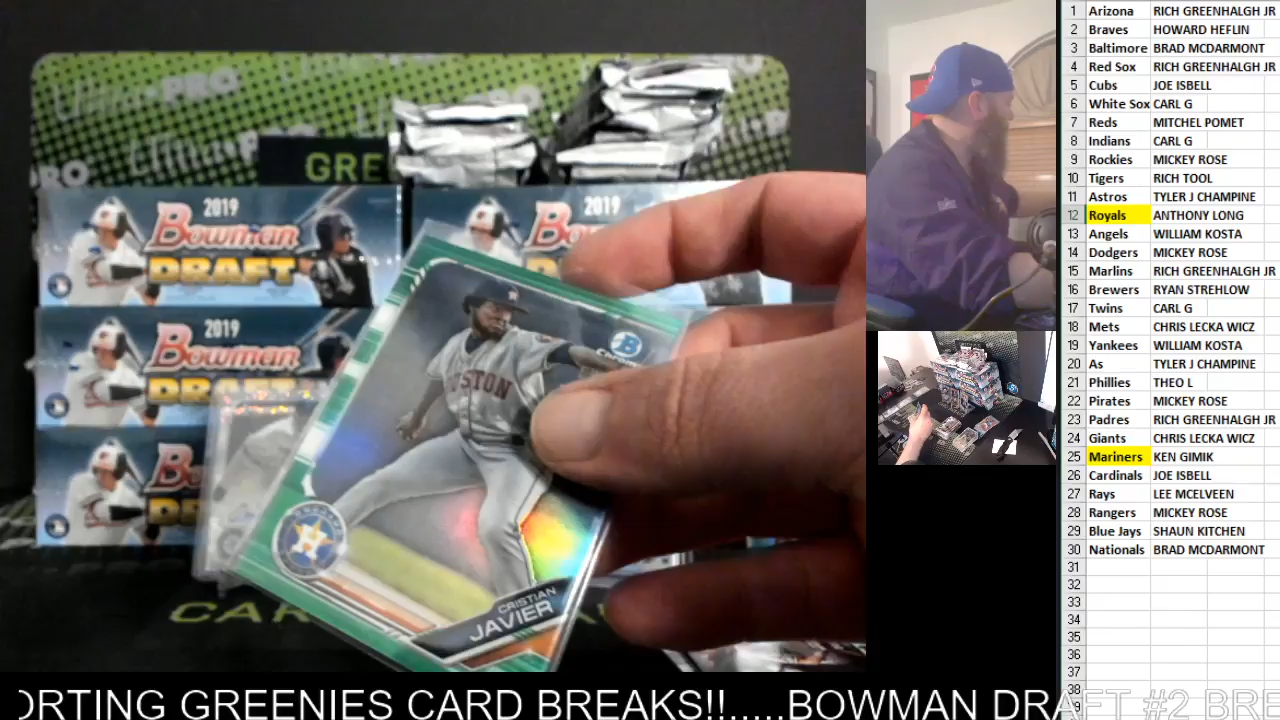 GRE
2019
Bowman
DRAFT
2019
Bowman
2019
Bowman
CHROME
HOUSTON
CRISTIAN
JAVIER
CAR
1 Arizona RICH GREENHALGH JR
2 Braves HOWARD HEFLIN
3 Baltimore BRAD MCDARMONT
4 Red Sox RICH GREENHALGH JR
5 Cubs JOE ISBELL
6 White Sox CARL G
7 Reds MITCHEL POMET
8 Indians CARL G
9 Rockies MICKEY ROSE
10 Tigers RICH TOOL
11 Astros TYLER J CHAMPINE
12 Royals ANTHONY LONG
13 Angels WILLIAM KOSTA
14 Dodgers MICKEY ROSE
15 Marlins RICH GREENHALGH JR
16 Brewers RYAN STREHLOW
17 Twins CARL G
18 Mets CHRIS LECKA WICZ
19 Yankees WILLIAM KOSTA
20 As TYLER J CHAMPINE
21 Phillies THEO L
22 Pirates MICKEY ROSE
23 Padres RICH GREENHALGH JR
24 Giants CHRIS LECKA WICZ
25 Mariners KEN GIMIK
26 Cardinals JOE ISBELL
27 Rays LEE MCELVEEN
28 Rangers MICKEY ROSE
29 Blue Jays SHAUN KITCHEN
30 Nationals BRAD MCDARMONT
31
32
33
34
35
36
37
38
ORTING GREENIES CARD BREAKS!!.....BOWMAN DRAFT #2 BRE